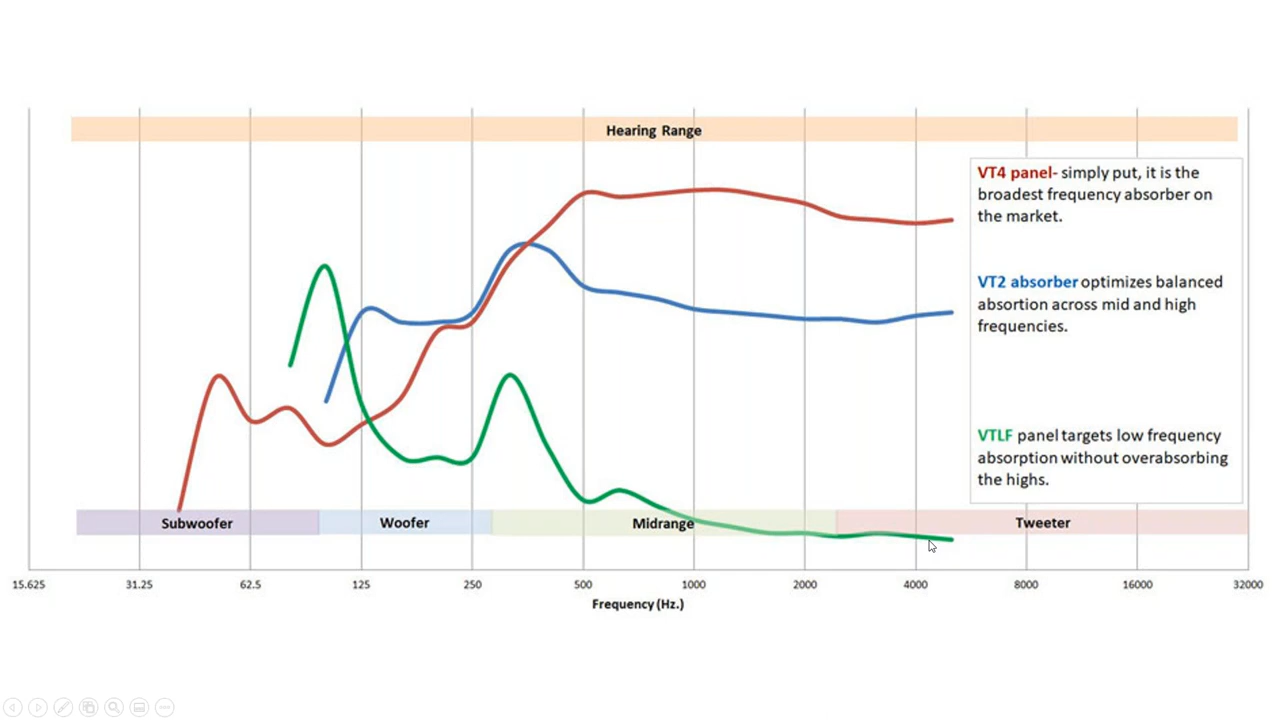 Hearing Range
VT4 panel- simply put, it is the
broadest frequency absorber on
the market.
VT2 absorber optimizes balanced
absortion across mid and high
frequencies.
VTLF panel targets low frequency
absorption without overabsorbing
the highs.
Subwoofer
Woofer
Midrange
Tweeter
15.625
31.25
62.5
125
250
500
1000
2000
4000
8000
16000
32000
Frequency (Hz.)